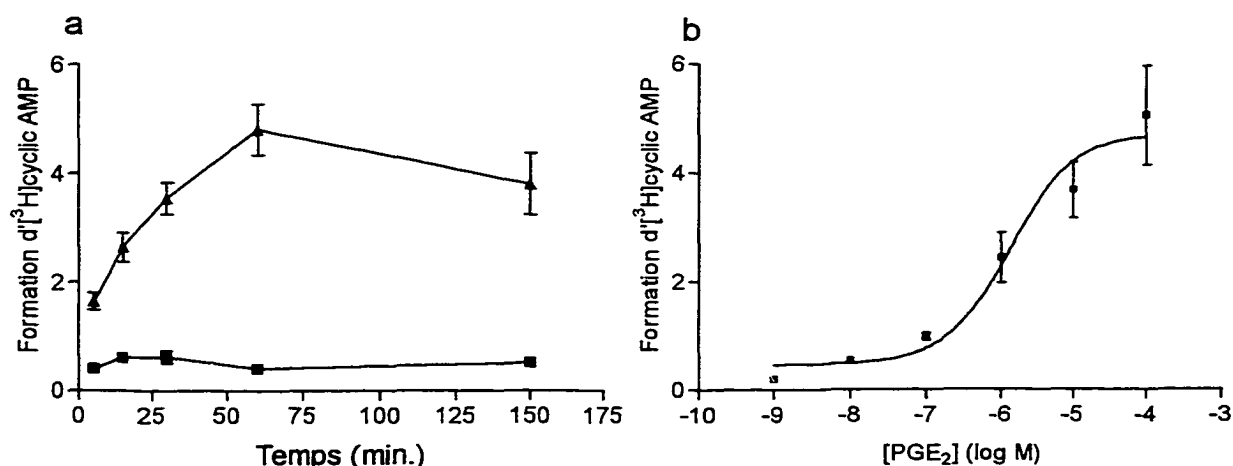 a
Formation d'[³H]cyclic AMP
6
4
2
0
0 25 50 75 100 125 150 175
Temps (min.)
b
Formation d'[³H]cyclic AMP
6
4
2
0
-10 -9 -8 -7 -6 -5 -4 -3
[PGE₂] (log M)